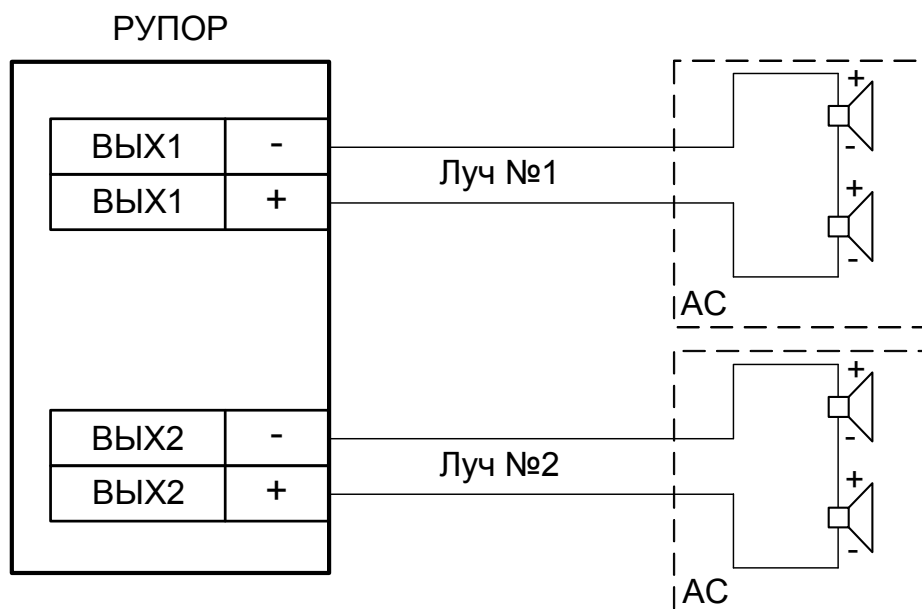 РУПОР
ВЫХ1 -
Луч №1
ВЫХ1 +
+
-
+
-
АС
ВЫХ2 -
Луч №2
ВЫХ2 +
+
-
+
-
АС